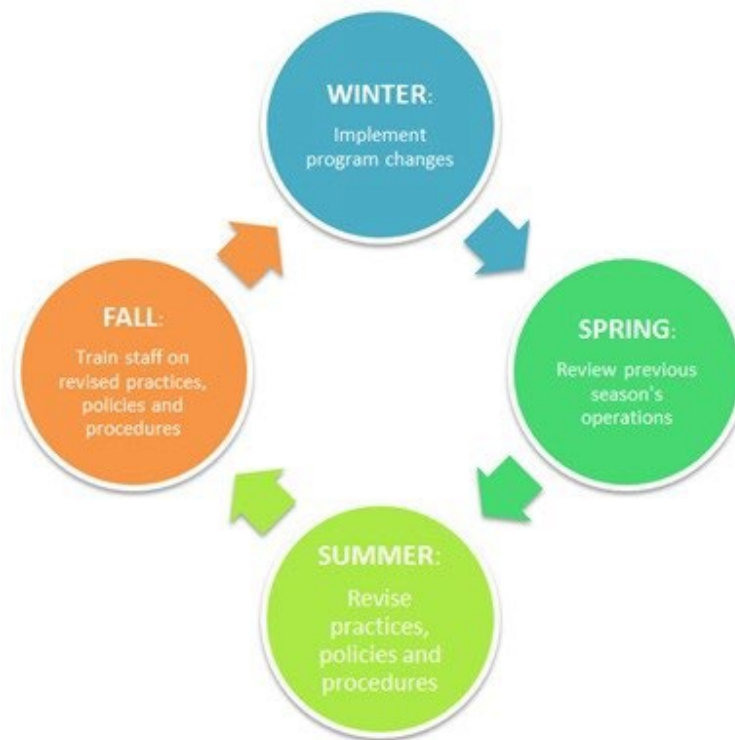 WINTER:
Implement
program changes
SPRING:
Review previous
season's
operations
SUMMER:
Revise
practices,
policies and
procedures
FALL:
Train staff on
revised practices,
policies and
procedures